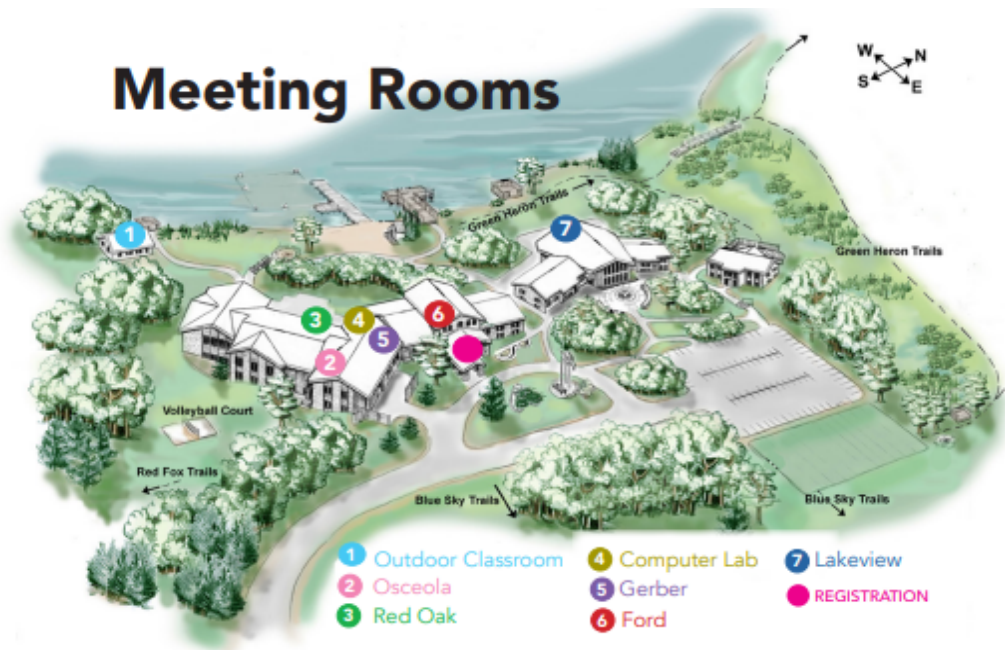 Meeting Rooms
W
N
S
E
1
7
Green Heron Trails
Green Heron Trails
3
4
6
5
2
Volleyball Court
Red Fox Trails
Blue Sky Trails
Blue Sky Trails
1 Outdoor Classroom
2 Osceola
3 Red Oak
4 Computer Lab
5 Gerber
6 Ford
7 Lakeview
REGISTRATION